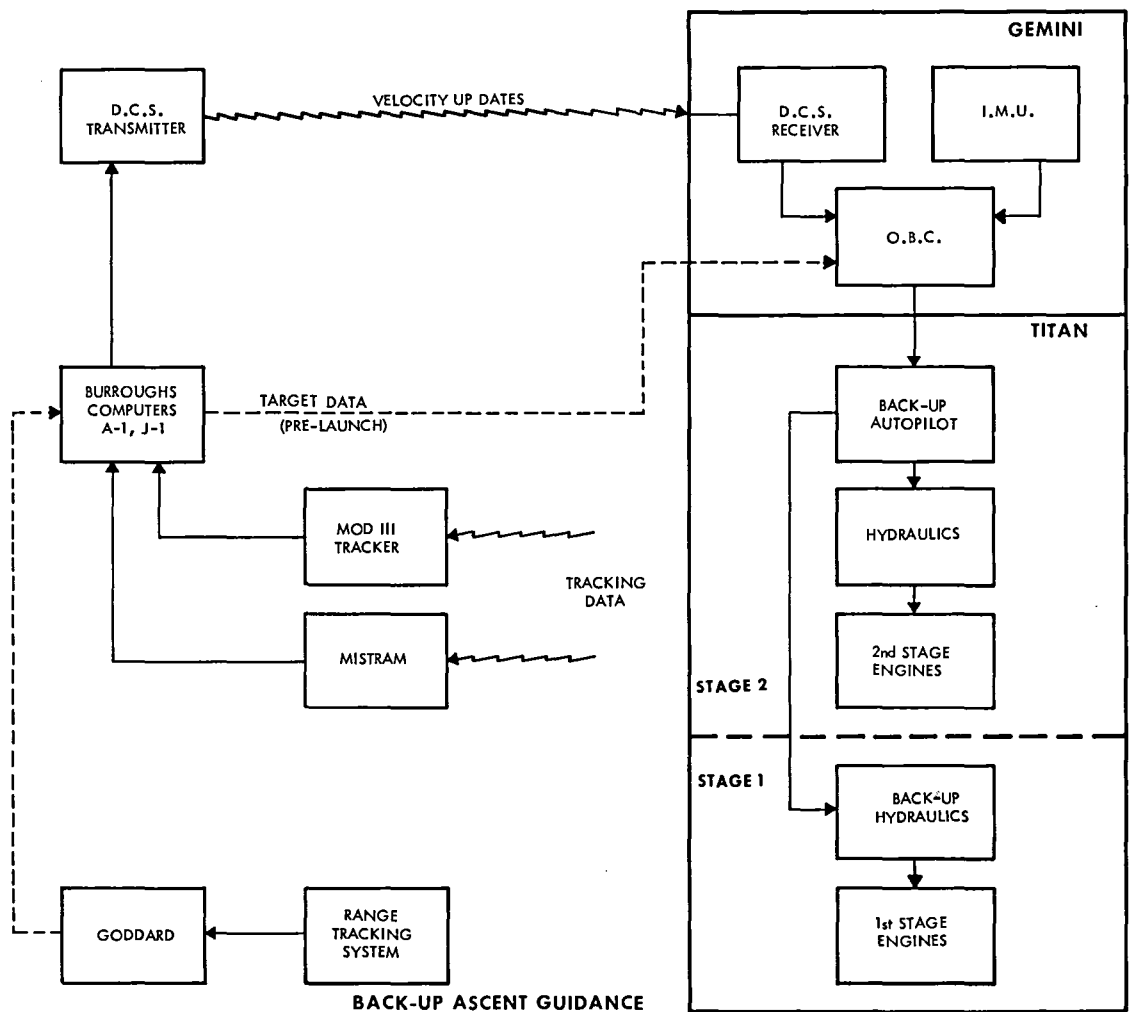 GEMINI
D.C.S.
TRANSMITTER
VELOCITY UP DATES
D.C.S.
RECEIVER
I.M.U.
O.B.C.
TITAN
BURROUGHS
COMPUTERS
A-1, J-1
TARGET DATA
(PRE-LAUNCH)
BACK-UP
AUTOPILOT
MOD III
TRACKER
HYDRAULICS
TRACKING
DATA
MISTRAM
2nd STAGE
ENGINES
STAGE 2
STAGE 1
BACK-UP
HYDRAULICS
GODDARD
RANGE
TRACKING
SYSTEM
1st STAGE
ENGINES
BACK-UP ASCENT GUIDANCE